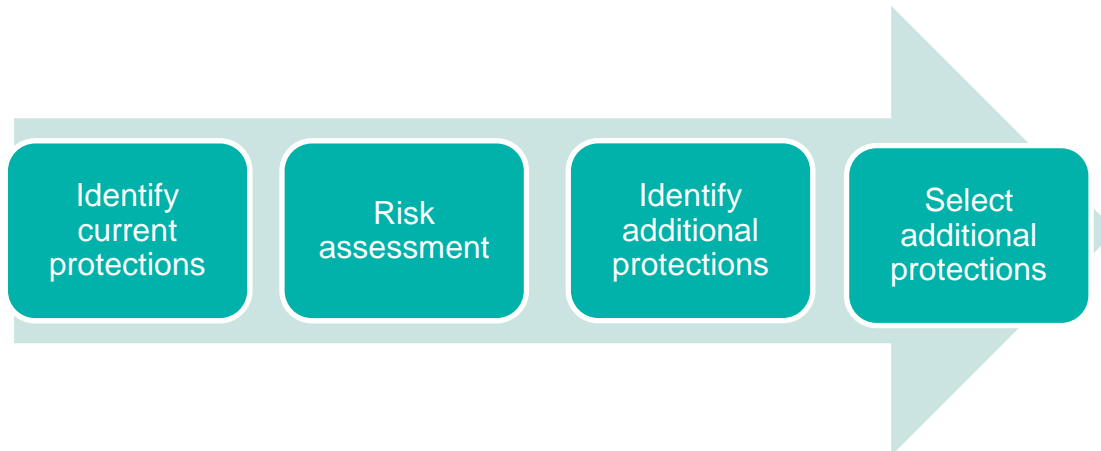 Identify
current
protections
Risk
assessment
Identify
additional
protections
Select
additional
protections